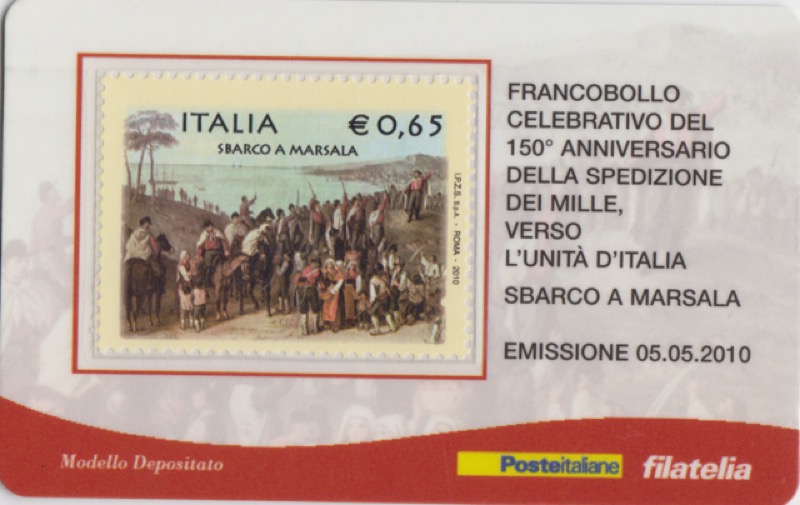 ITALIA
€0,65
SBARCO A MARSALA
I.P.Z.S. S.p.A. - ROMA - 2010
FRANCOBOLLO
CELEBRATIVO DEL
150° ANNIVERSARIO
DELLA SPEDIZIONE
DEI MILLE,
VERSO
L'UNITÀ D'ITALIA
SBARCO A MARSALA
EMISSIONE 05.05.2010
Modello Depositato
Posteitaliane
filatelia